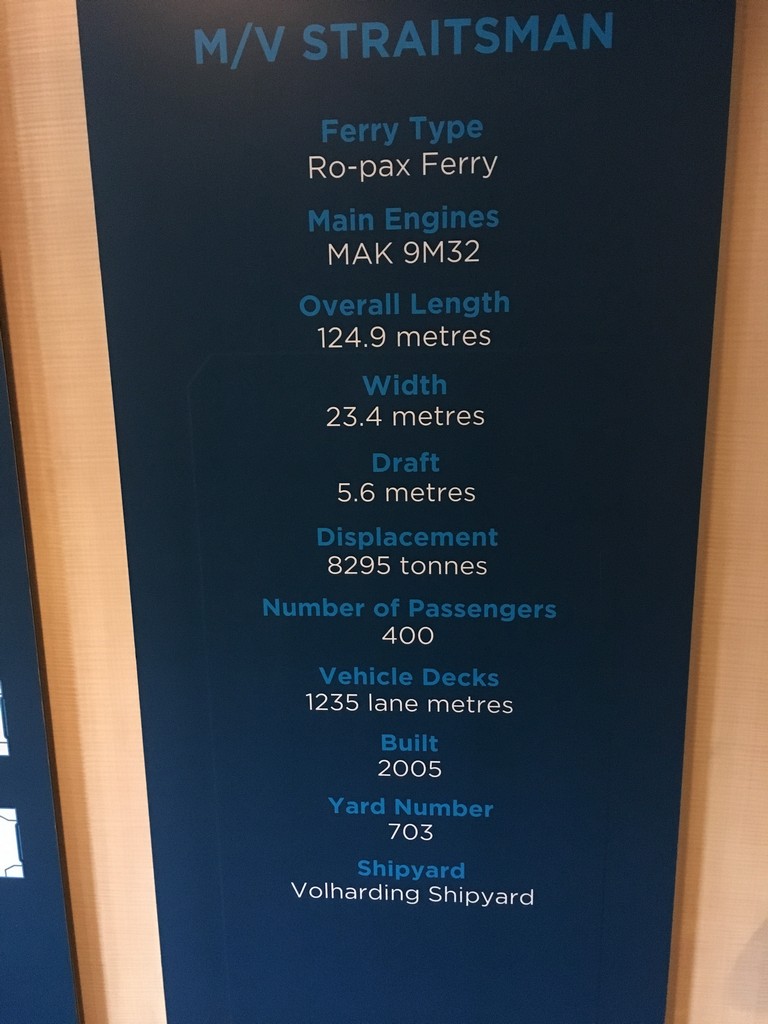 M/V STRAITSMAN
Ferry Type
Ro-pax Ferry
Main Engines
MAK 9M32
Overall Length
124.9 metres
Width
23.4 metres
Draft
5.6 metres
Displacement
8295 tonnes
Number of Passengers
400
Vehicle Decks
1235 lane metres
Built
2005
Yard Number
703
Shipyard
Volharding Shipyard